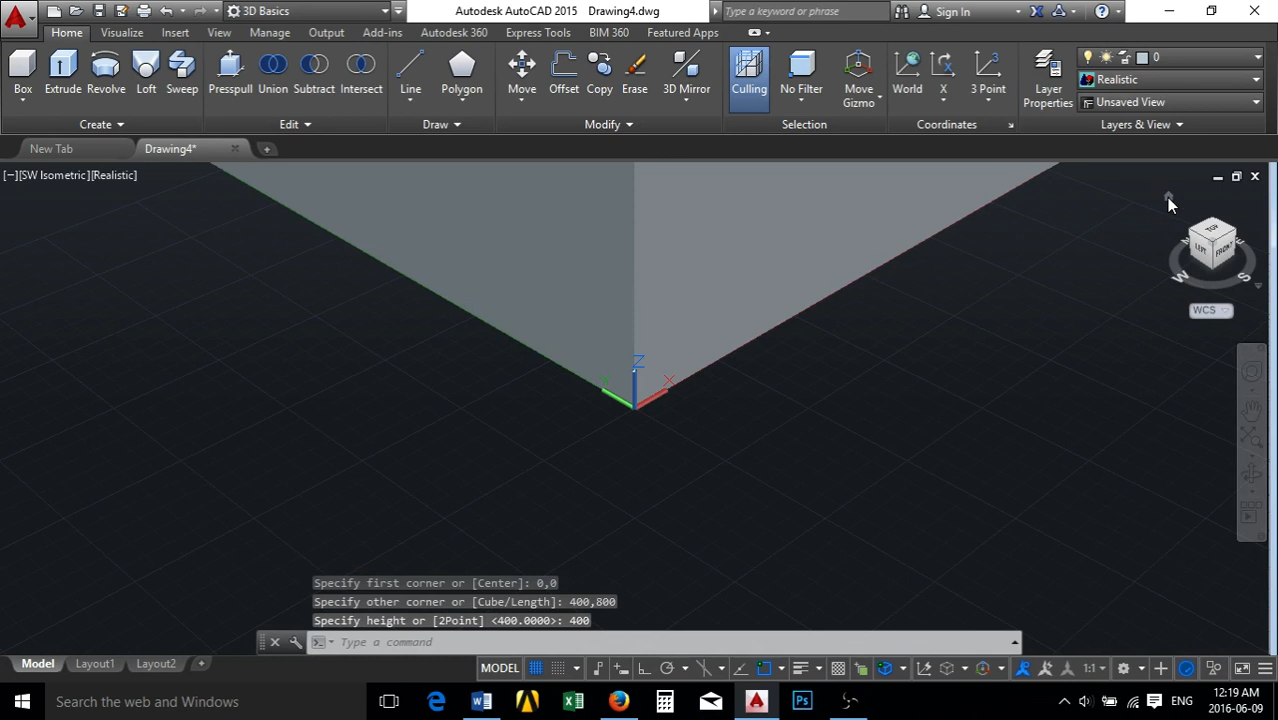 3D Basics
Autodesk AutoCAD 2015 Drawing4.dwg
Type a keyword or phrase
Sign In
Home Visualize Insert View Manage Output Add-ins Autodesk 360 Express Tools BIM 360 Featured Apps
Box Extrude Revolve Loft Sweep Presspull Union Subtract Intersect Line Polygon Move Offset Copy Erase 3D Mirror Culling No Filter Move Gizmo World X 3 Point Layer Properties
0
Realistic
Unsaved View
Create Edit Draw Modify Selection Coordinates Layers & View
New Tab Drawing4*
[−][SW Isometric][Realistic]
TOP
LEFT FRONT
W S
WCS
Z
Y X
Specify first corner or [Center]: 0,0
Specify other corner or [Cube/Length]: 400,800
Specify height or [2Point] <400.0000>: 400
Type a command
Model Layout1 Layout2 MODEL 1:1
Search the web and Windows
ENG
12:19 AM
2016-06-09